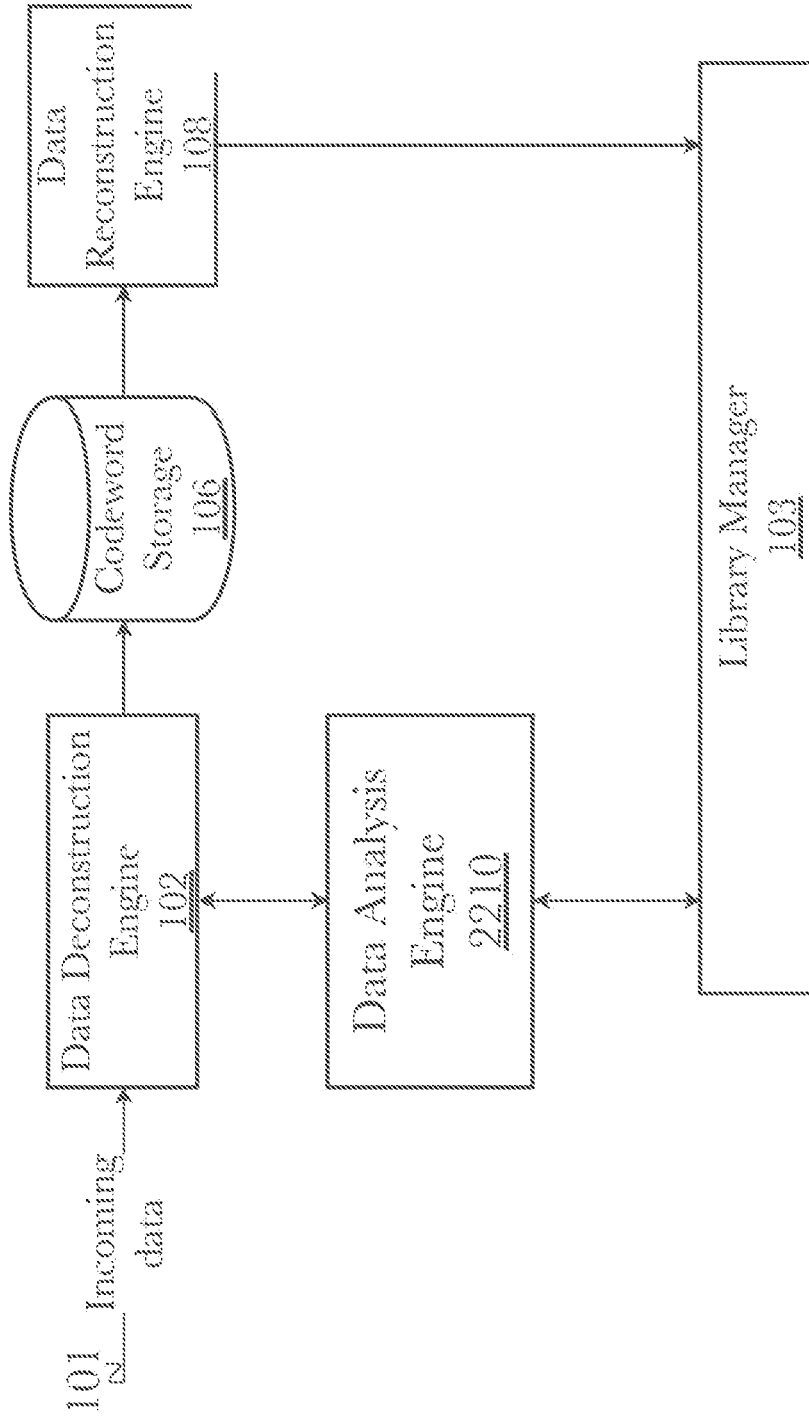 101
Incoming
data
Data Deconstruction
Engine
102
Codeword
Storage
106
Data
Reconstruction
Engine
108
Data Analysis
Engine
2210
Library Manager
103